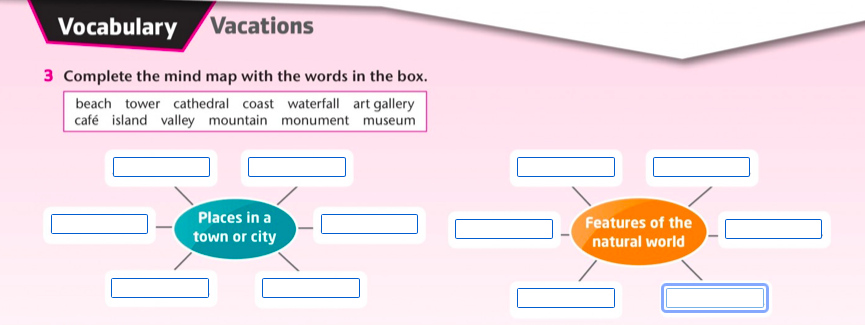 Vocabulary Vacations
3 Complete the mind map with the words in the box.
beach tower cathedral coast waterfall art gallery
café island valley mountain monument museum
Places in a
town or city
Features of the
natural world